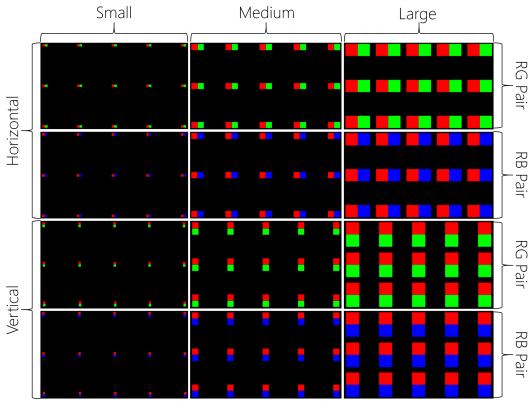 Small
Medium
Large
Horizontal
Vertical
RG Pair
RB Pair
RG Pair
RB Pair